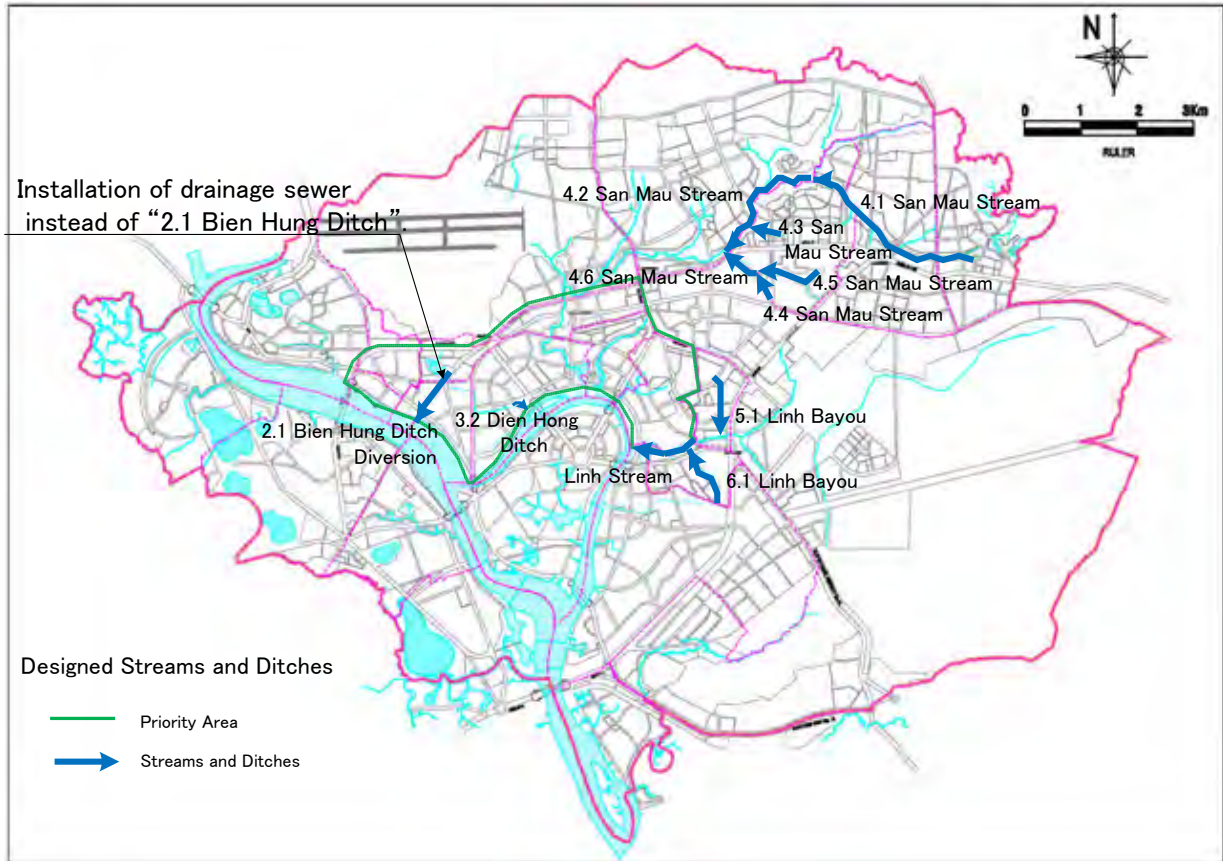 N
0 1 2 3Km
RULER
Installation of drainage sewer
instead of “2.1 Bien Hung Ditch”.
4.2 San Mau Stream
4.1 San Mau Stream
4.3 San
Mau Stream
4.6 San Mau Stream
4.5 San Mau Stream
4.4 San Mau Stream
3.2 Dien Hong
Ditch
2.1 Bien Hung Ditch
Diversion
5.1 Linh Bayou
Linh Stream
6.1 Linh Bayou
Designed Streams and Ditches
Priority Area
Streams and Ditches